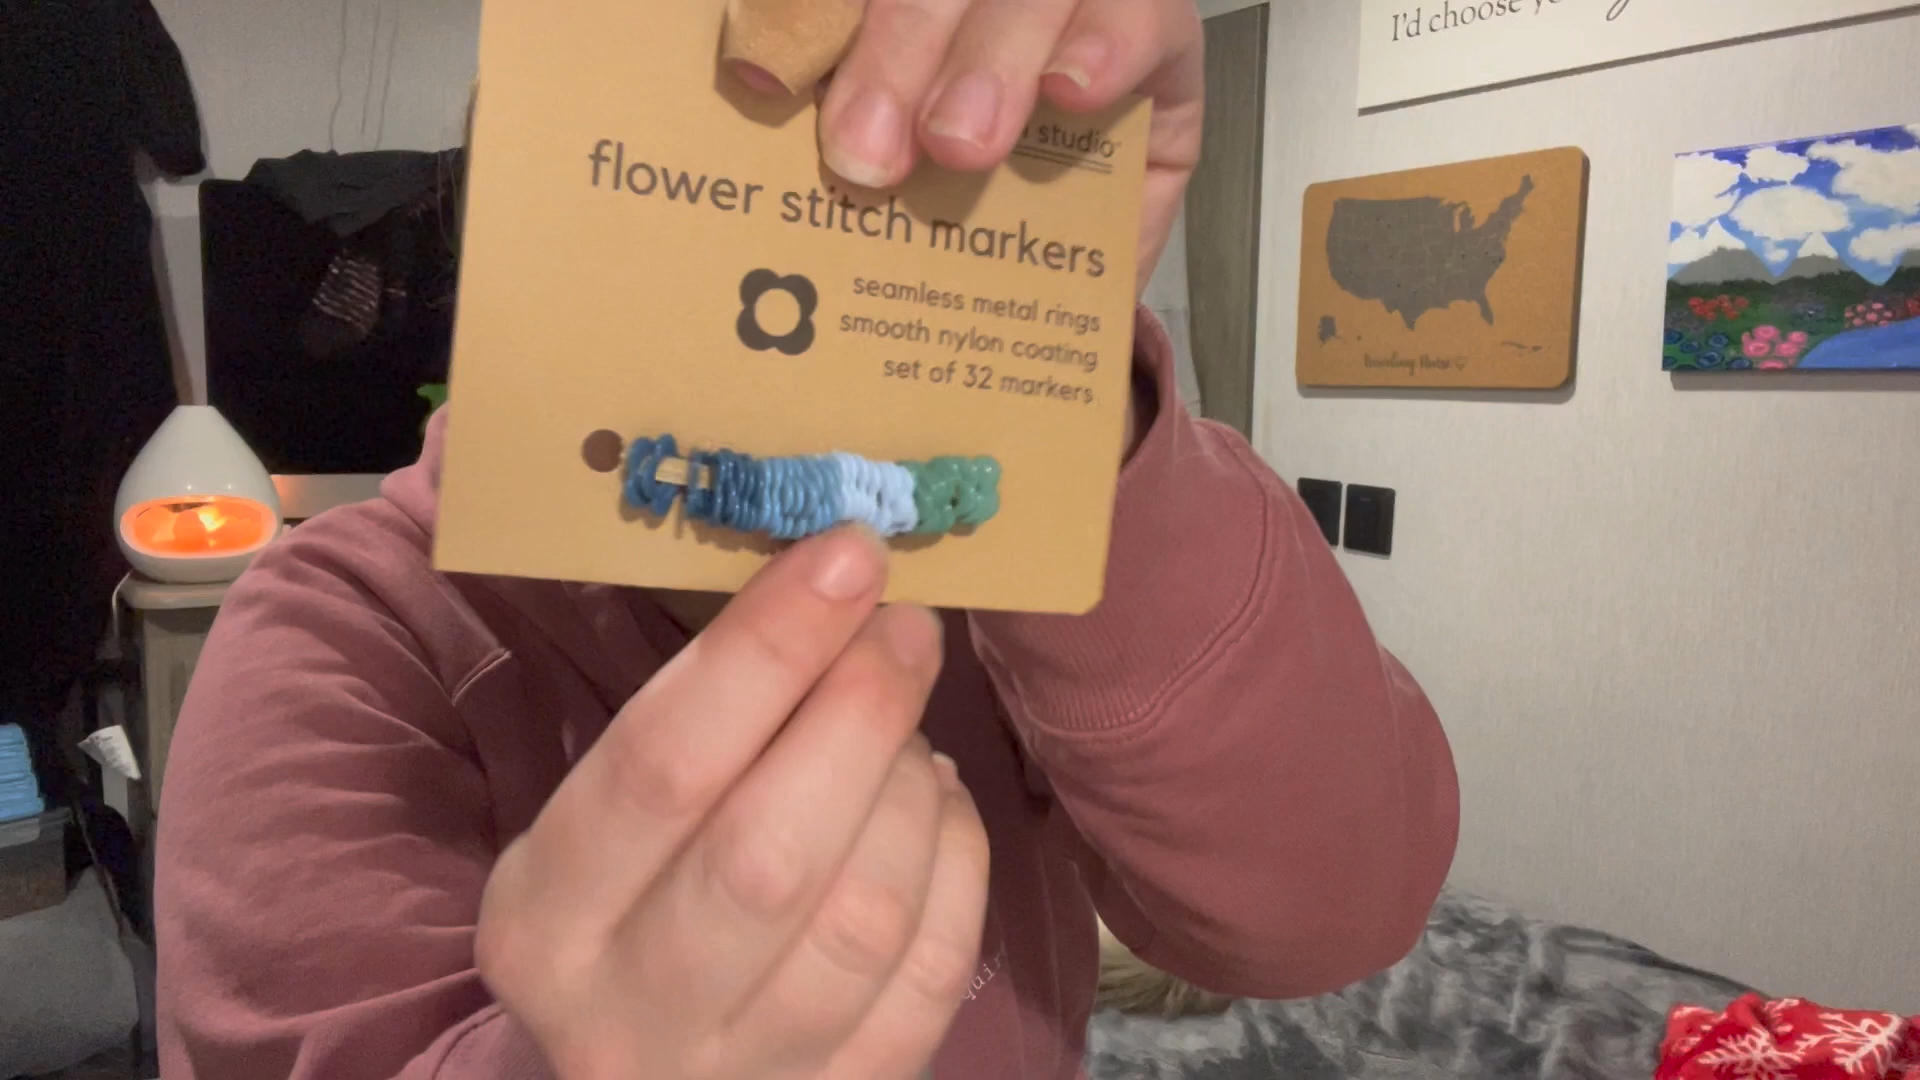 I'd choose
studio
flower stitch markers
seamless metal rings
smooth nylon coating
set of 32 markers